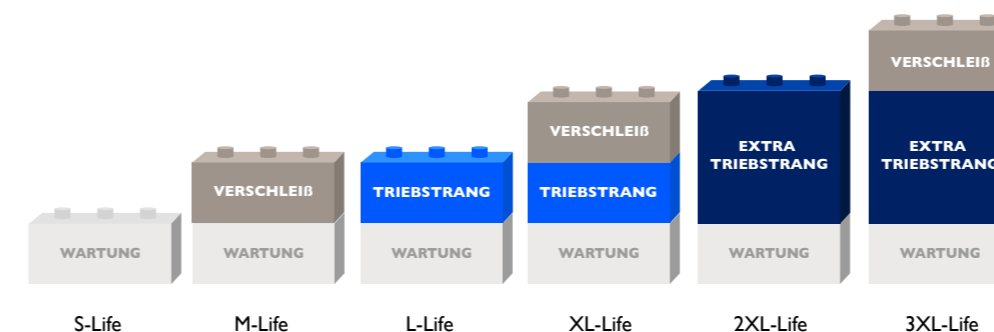 VERSCHLEIß
VERSCHLEIß
EXTRA
TRIEBSTRANG
EXTRA
TRIEBSTRANG
VERSCHLEIß
TRIEBSTRANG
TRIEBSTRANG
WARTUNG
WARTUNG
WARTUNG
WARTUNG
WARTUNG
WARTUNG
S-Life
M-Life
L-Life
XL-Life
2XL-Life
3XL-Life